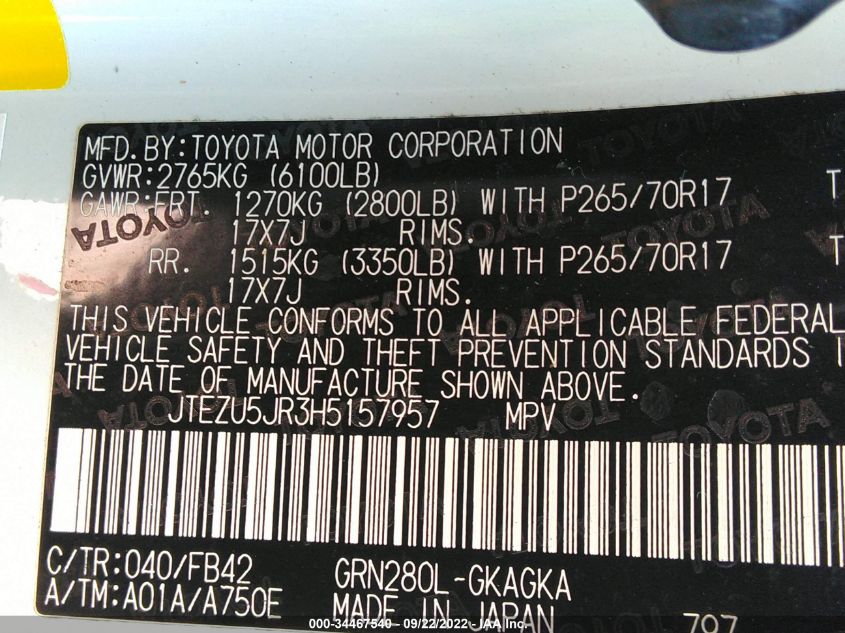 MFD.BY:TOYOTA MOTOR CORPORATION
GVWR:2765KG (6100LB)
GAWR:FRT. 1270KG (2800LB) WITH P265/70R17 T
17X7J RIMS.
RR. 1515KG (3350LB) WITH P265/70R17 T
17X7J RIMS.
THIS VEHICLE CONFORMS TO ALL APPLICABLE FEDERAL
VEHICLE SAFETY AND THEFT PREVENTION STANDARDS I
THE DATE OF MANUFACTURE SHOWN ABOVE.
JTEZU5JR3H5157957 MPV
C/TR:040/FB42 GRN280L-GKAGKA
A/TM:A01A/A750E MADE IN JAPAN 797
000-34467540 - 09/22/2022 - IAA Inc.